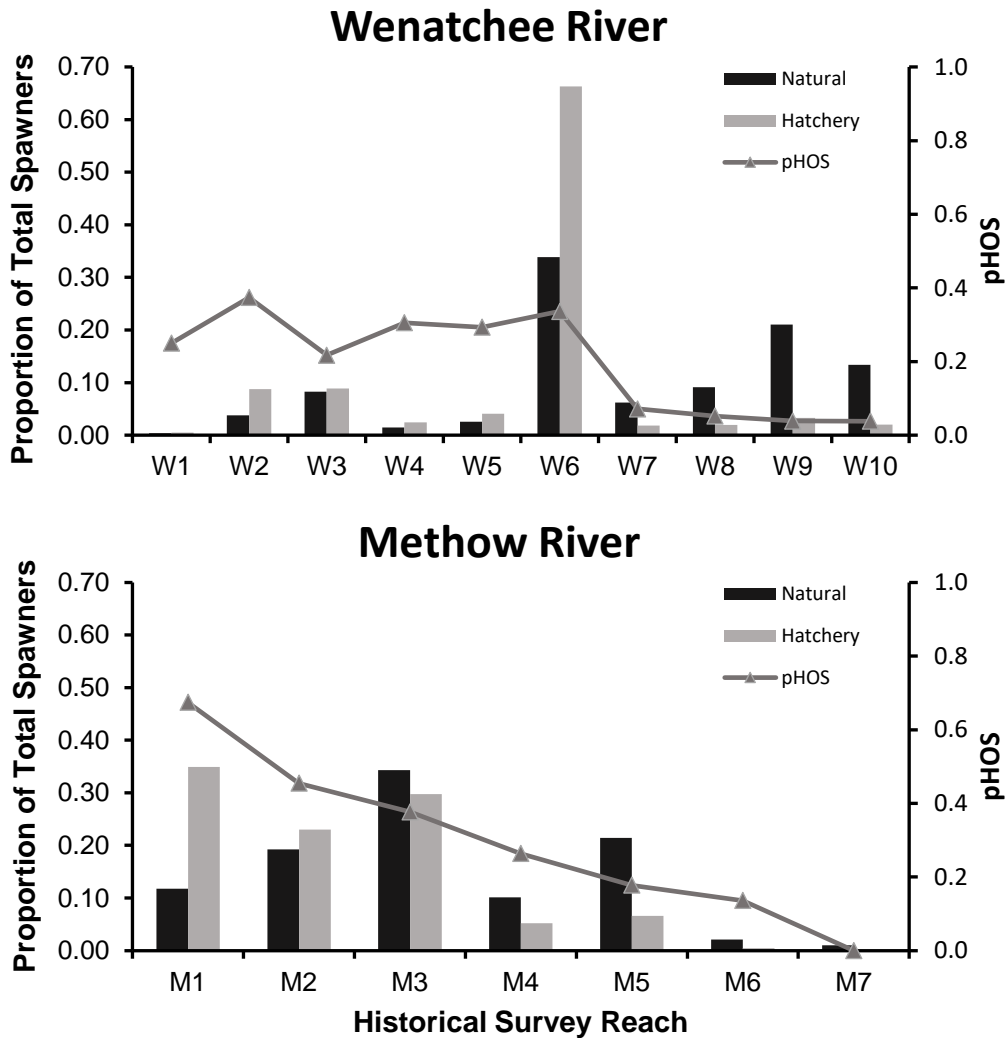 Wenatchee River
Proportion of Total Spawners
0.70
0.60
0.50
0.40
0.30
0.20
0.10
0.00
Natural
Hatchery
pHOS
1.0
0.8
0.6
0.4
0.2
0.0
pHOS
W1 W2 W3 W4 W5 W6 W7 W8 W9 W10
Methow River
Proportion of Total Spawners
0.70
0.60
0.50
0.40
0.30
0.20
0.10
0.00
Natural
Hatchery
pHOS
1.0
0.8
0.6
0.4
0.2
0.0
pHOS
M1 M2 M3 M4 M5 M6 M7
Historical Survey Reach